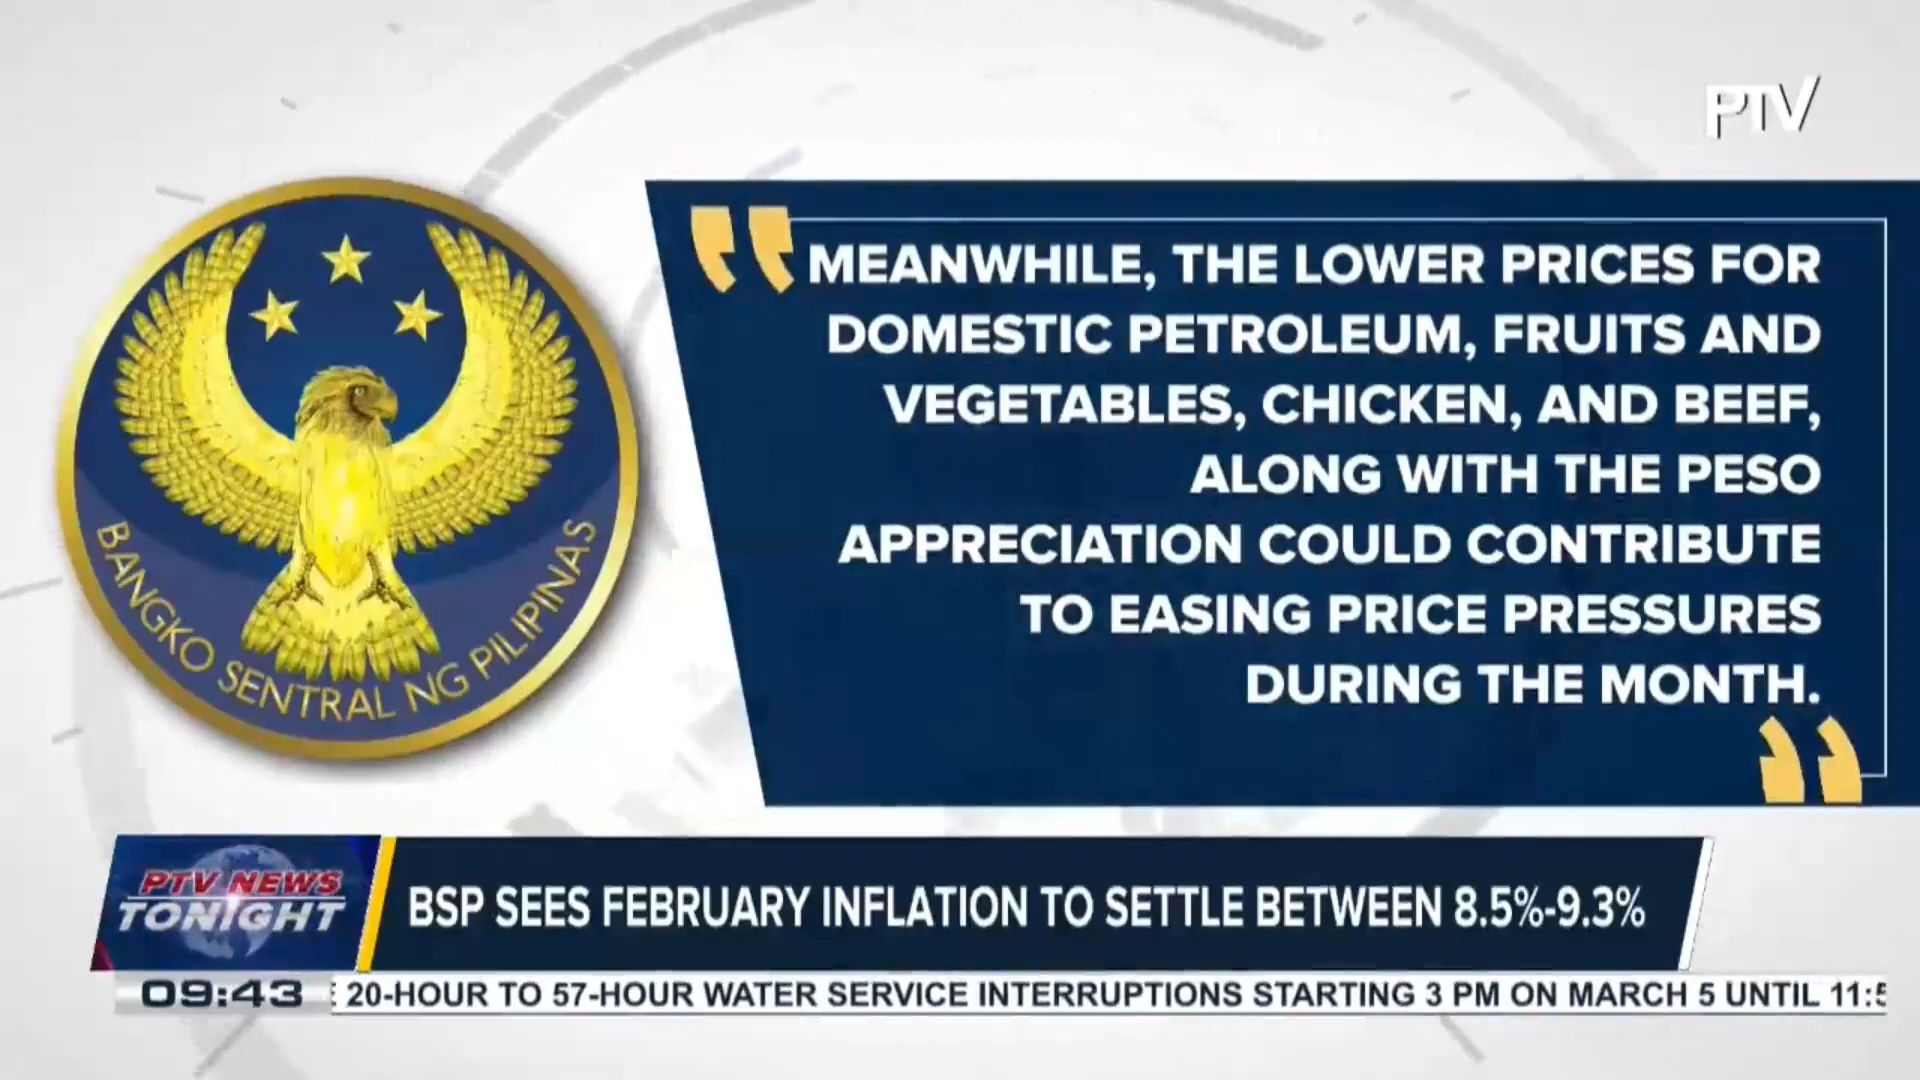 PTV
MEANWHILE, THE LOWER PRICES FOR
DOMESTIC PETROLEUM, FRUITS AND
VEGETABLES, CHICKEN, AND BEEF,
ALONG WITH THE PESO
APPRECIATION COULD CONTRIBUTE
TO EASING PRICE PRESSURES
DURING THE MONTH.
BANGKO SENTRAL NG PILIPINAS
PTV NEWS
TONIGHT
BSP SEES FEBRUARY INFLATION TO SETTLE BETWEEN 8.5%-9.3%
09:43
20-HOUR TO 57-HOUR WATER SERVICE INTERRUPTIONS STARTING 3 PM ON MARCH 5 UNTIL